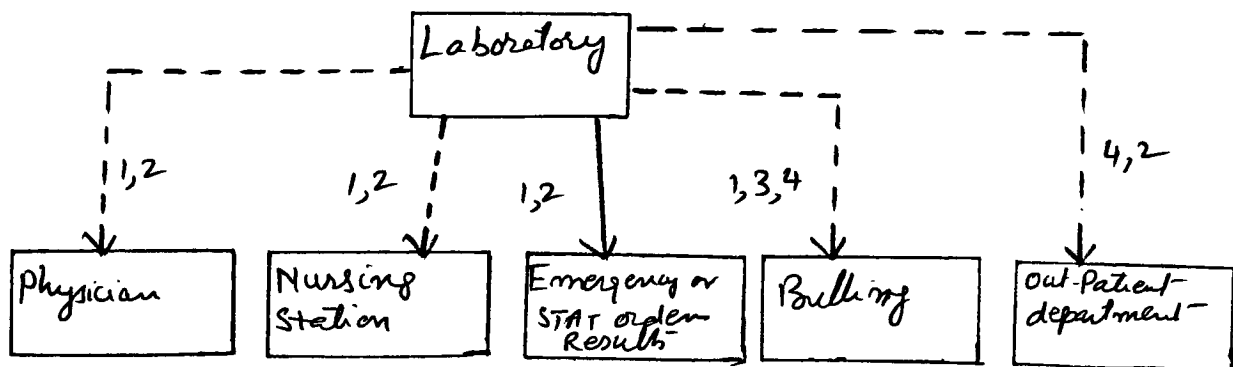 Laboretory
1,2
1,2
1,2
1,3,4
4,2
Physician
Nursing
Station
Emergency or
STAT orders
Results
Billing
Out-Patient-
department